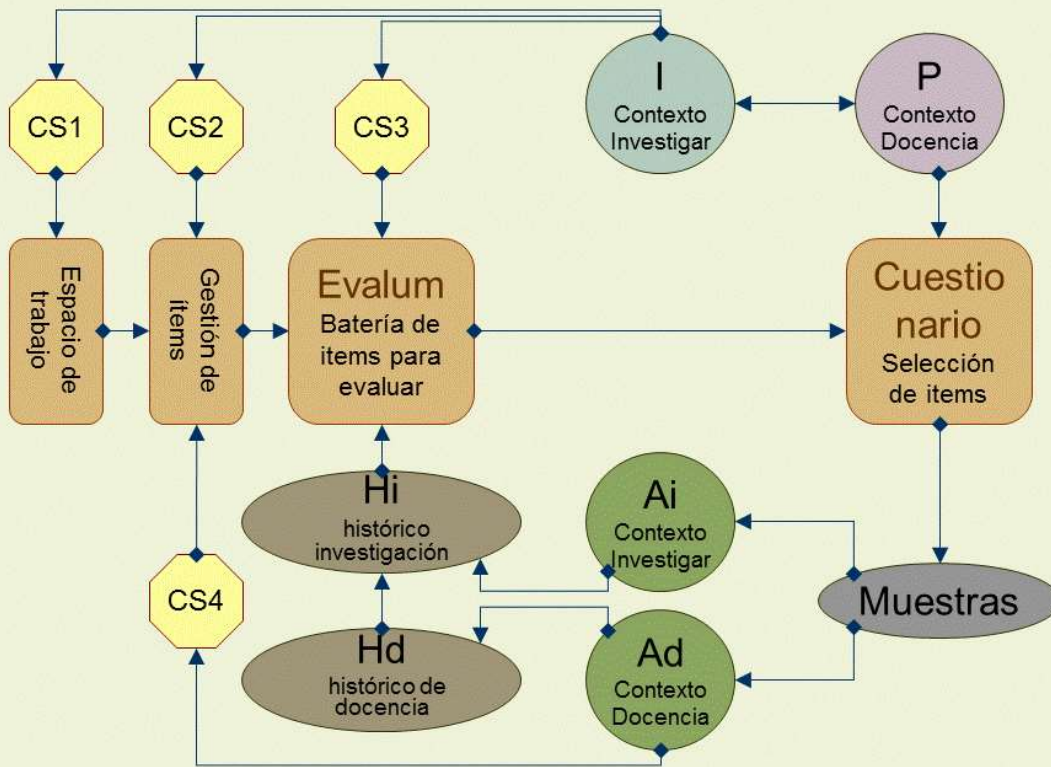 I
Contexto
Investigar
P
Contexto
Docencia
CS1
CS2
CS3
Espacio de
trabajo
Gestión de
ítems
Evalum
Batería de
items para
evaluar
Cuestio
nario
Selección
de items
Hi
histórico
investigación
Ai
Contexto
Investigar
CS4
Muestras
Hd
histórico de
docencia
Ad
Contexto
Docencia